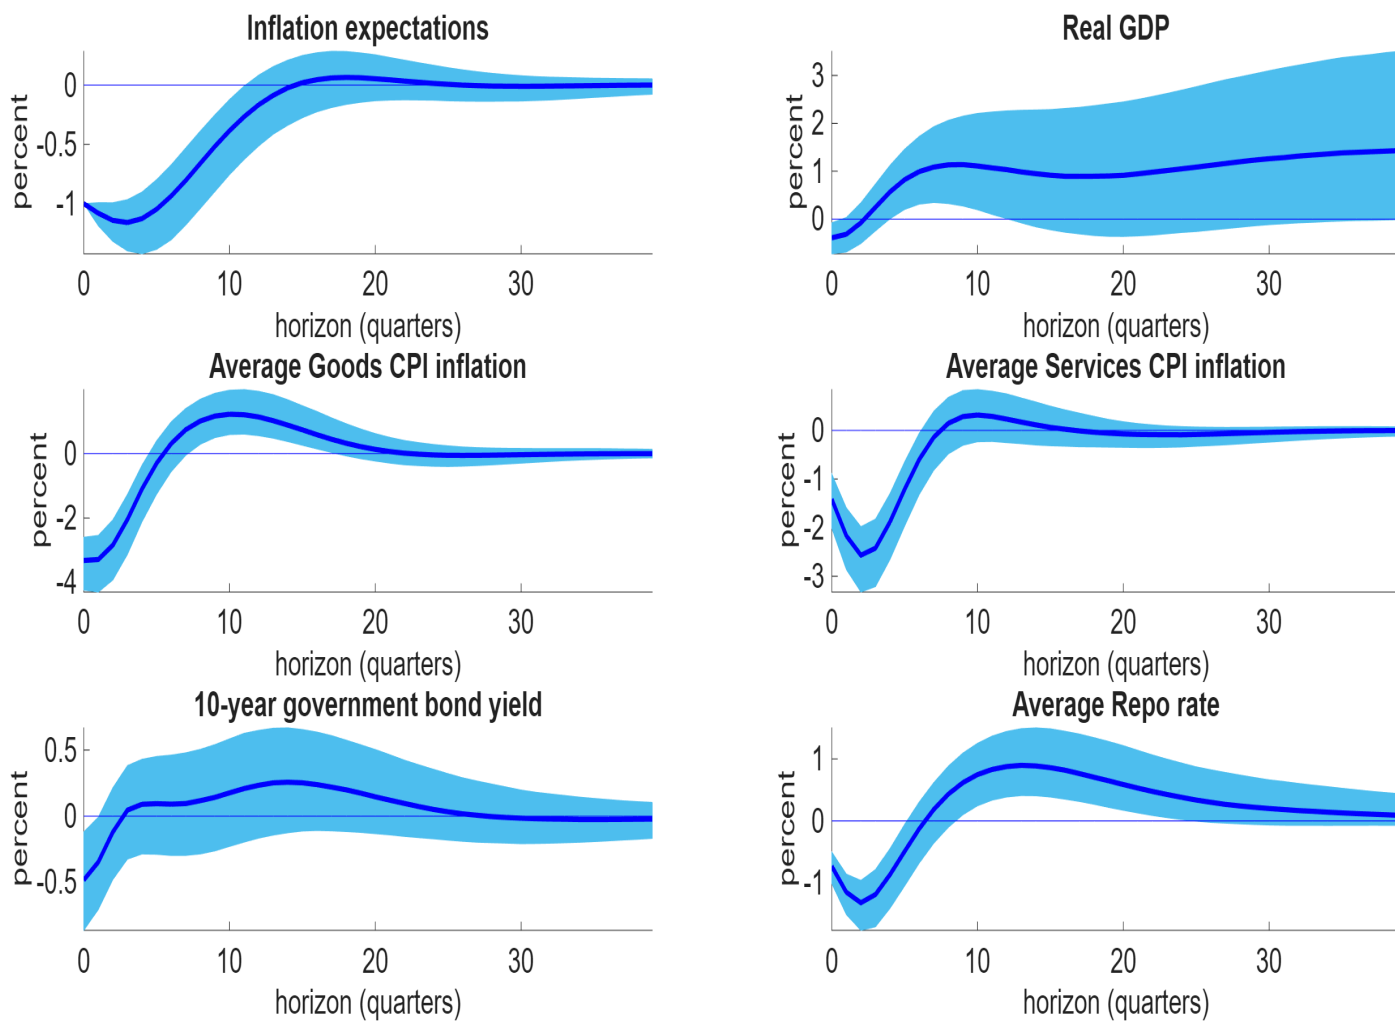 Inflation expectations
percent
0
-0.5
-1
0 10 20 30
horizon (quarters)
Real GDP
percent
3
2
1
0
0 10 20 30
horizon (quarters)
Average Goods CPI inflation
percent
0
-2
-4
0 10 20 30
horizon (quarters)
Average Services CPI inflation
percent
0
-1
-2
-3
0 10 20 30
horizon (quarters)
10-year government bond yield
percent
0.5
0
-0.5
0 10 20 30
horizon (quarters)
Average Repo rate
percent
1
0
-1
0 10 20 30
horizon (quarters)